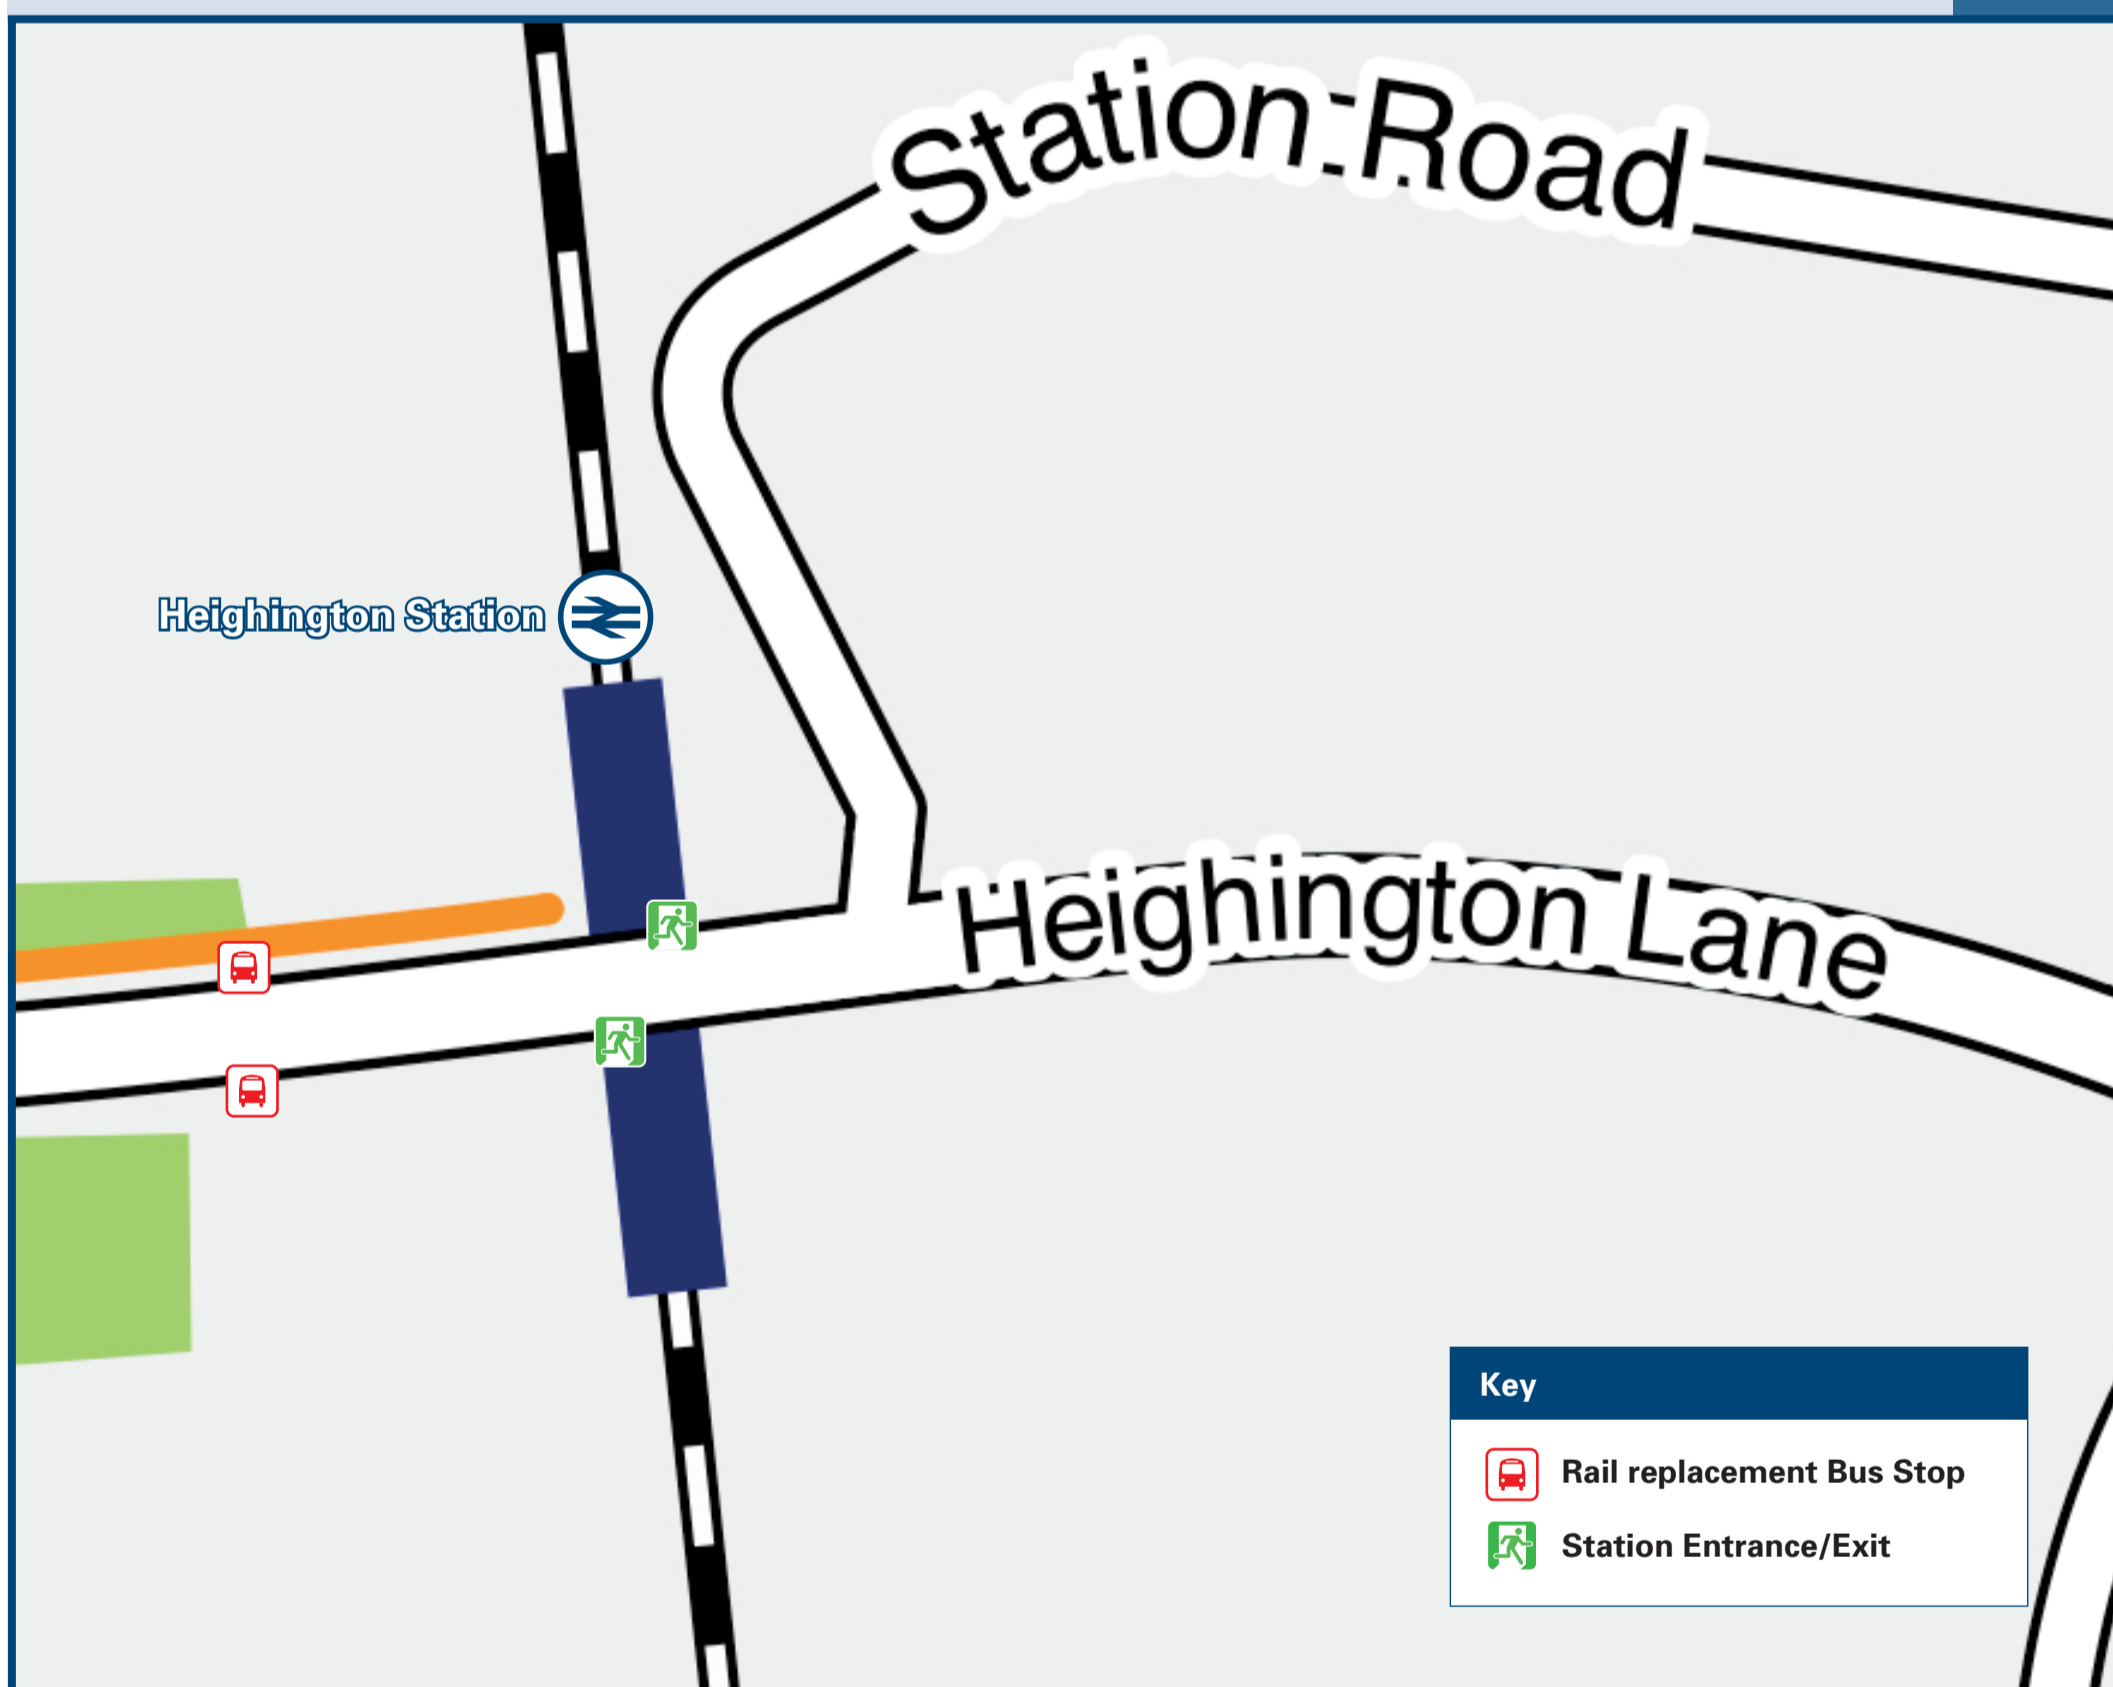 Station Road
Heighington Station
Heighington Lane
Key
Rail replacement Bus Stop
Station Entrance/Exit